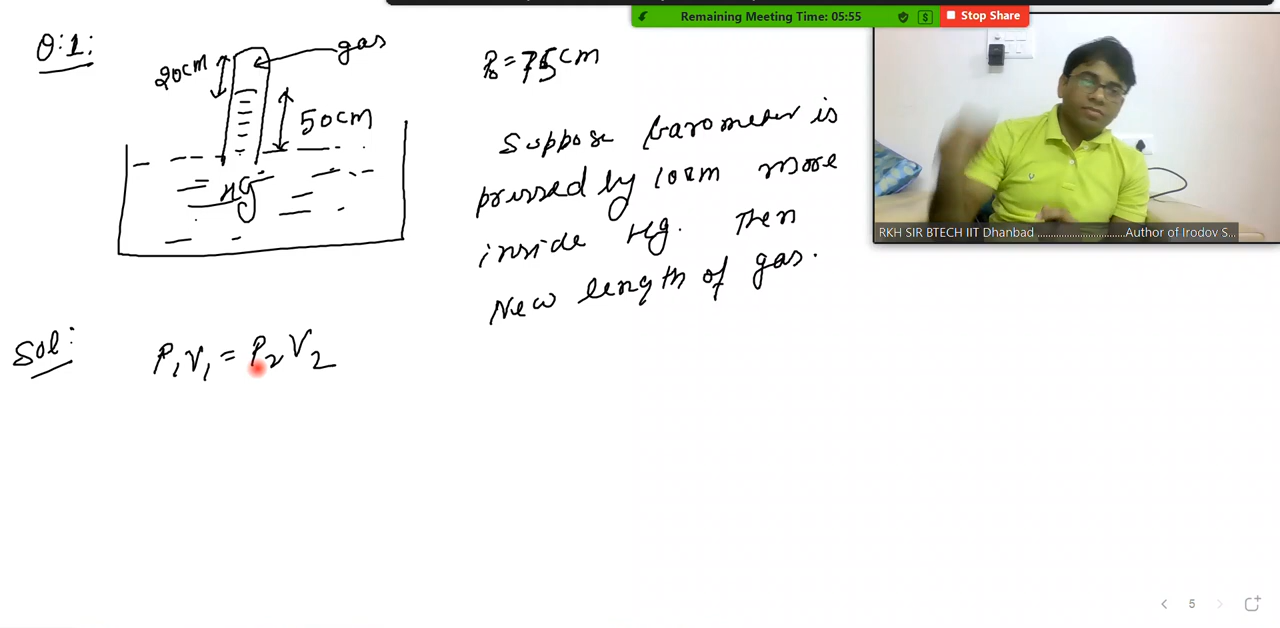 Remaining Meeting Time: 05:55
$
Stop Share
Q:1:
20cm
gas
50cm
Hg
P₀ = 75cm
Suppose barometer is
pressed by 10cm more
inside Hg. Then
New length of gas.
RKH SIR BTECH IIT Dhanbad ..............................Author of Irodov S...
Sol:
P₁V₁ = P₂V₂
5